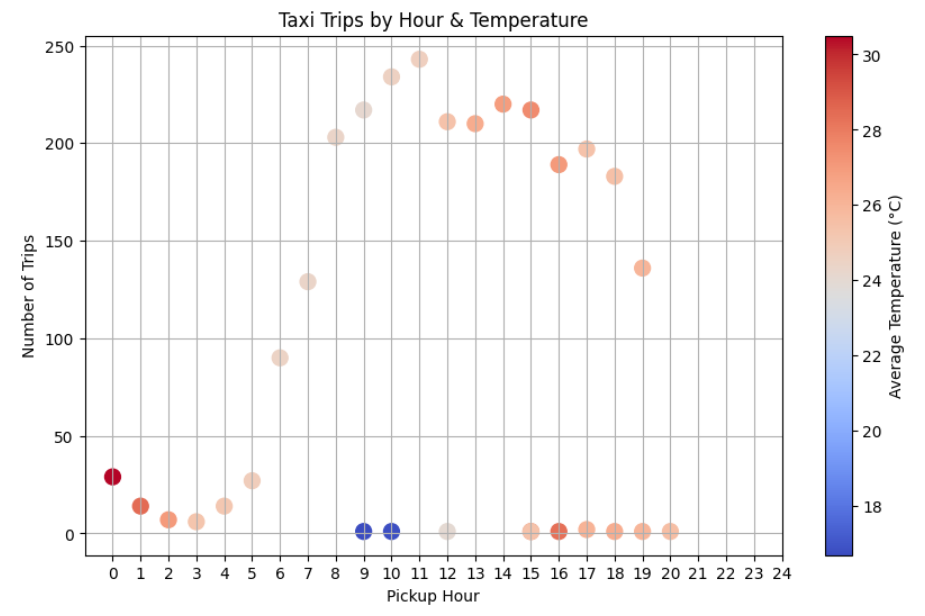 Taxi Trips by Hour & Temperature
Number of Trips
250
200
150
100
50
0
0 1 2 3 4 5 6 7 8 9 10 11 12 13 14 15 16 17 18 19 20 21 22 23 24
Pickup Hour
30
28
26
24
22
20
18
Average Temperature (°C)